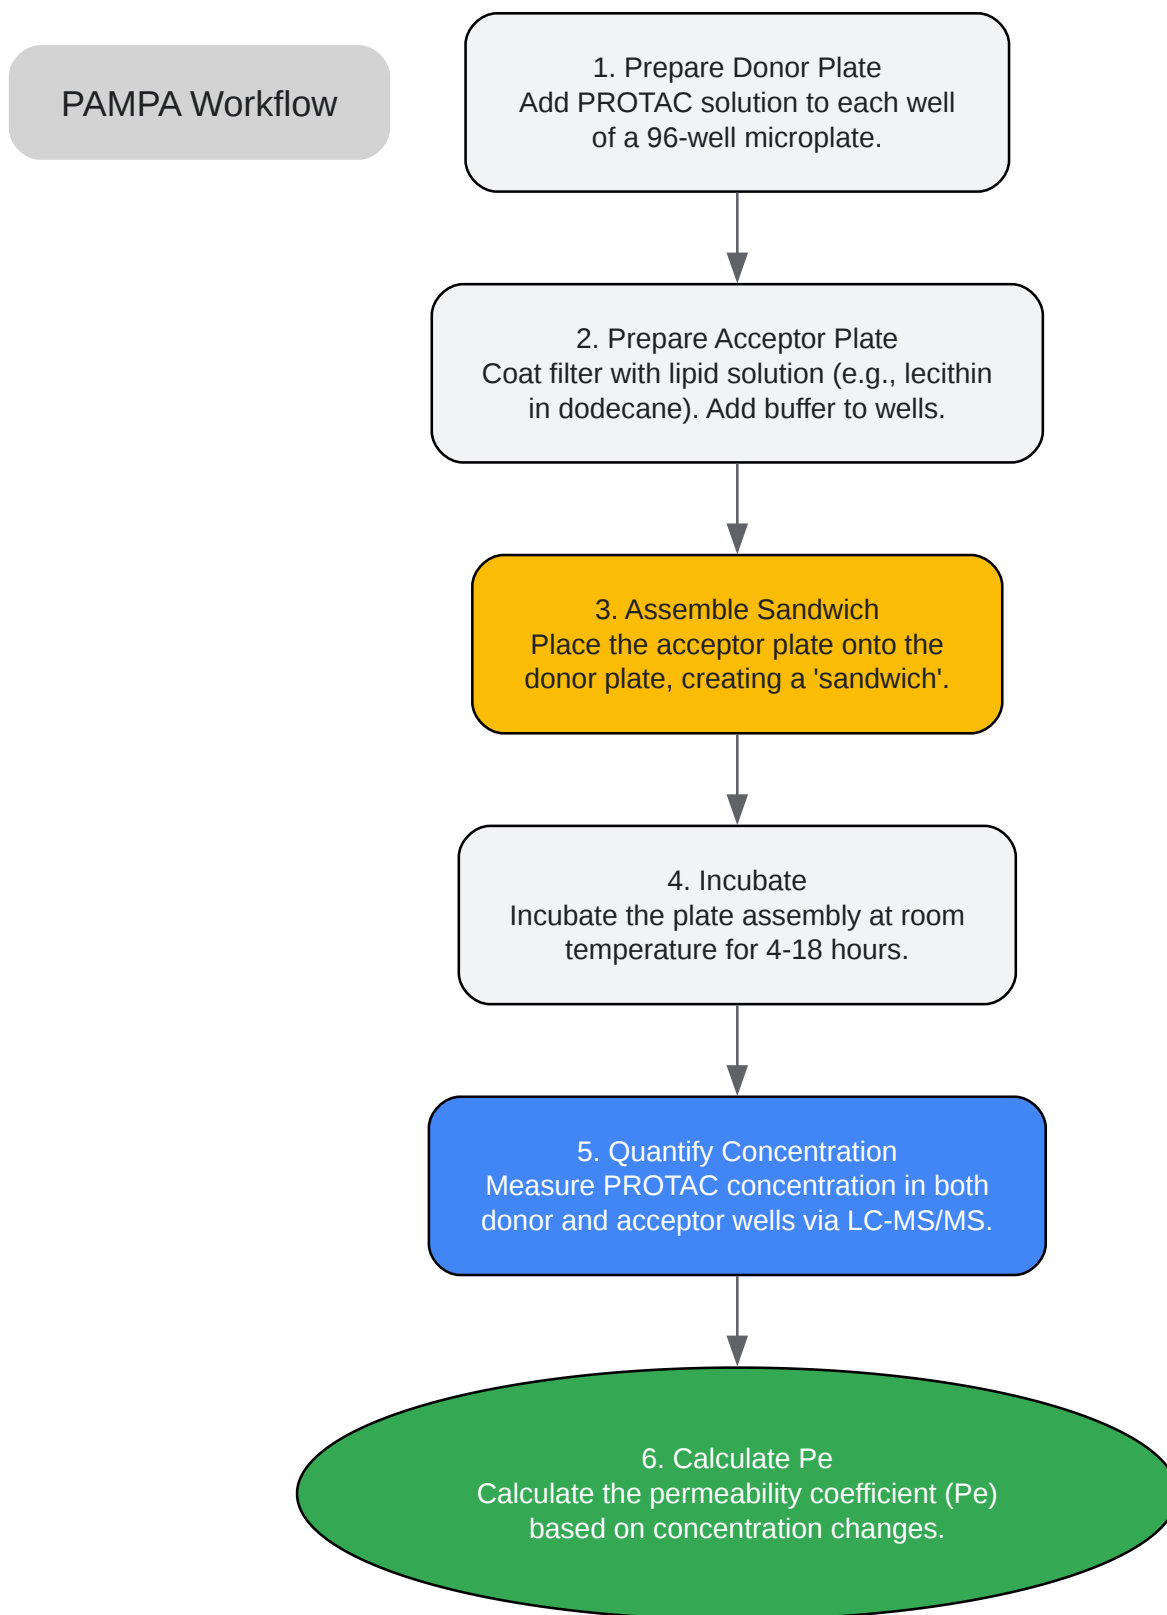 PAMPA Workflow
1. Prepare Donor Plate
Add PROTAC solution to each well
of a 96-well microplate.
2. Prepare Acceptor Plate
Coat filter with lipid solution (e.g., lecithin
in dodecane). Add buffer to wells.
3. Assemble Sandwich
Place the acceptor plate onto the
donor plate, creating a 'sandwich'.
4. Incubate
Incubate the plate assembly at room
temperature for 4-18 hours.
5. Quantify Concentration
Measure PROTAC concentration in both
donor and acceptor wells via LC-MS/MS.
6. Calculate Pe
Calculate the permeability coefficient (Pe)
based on concentration changes.